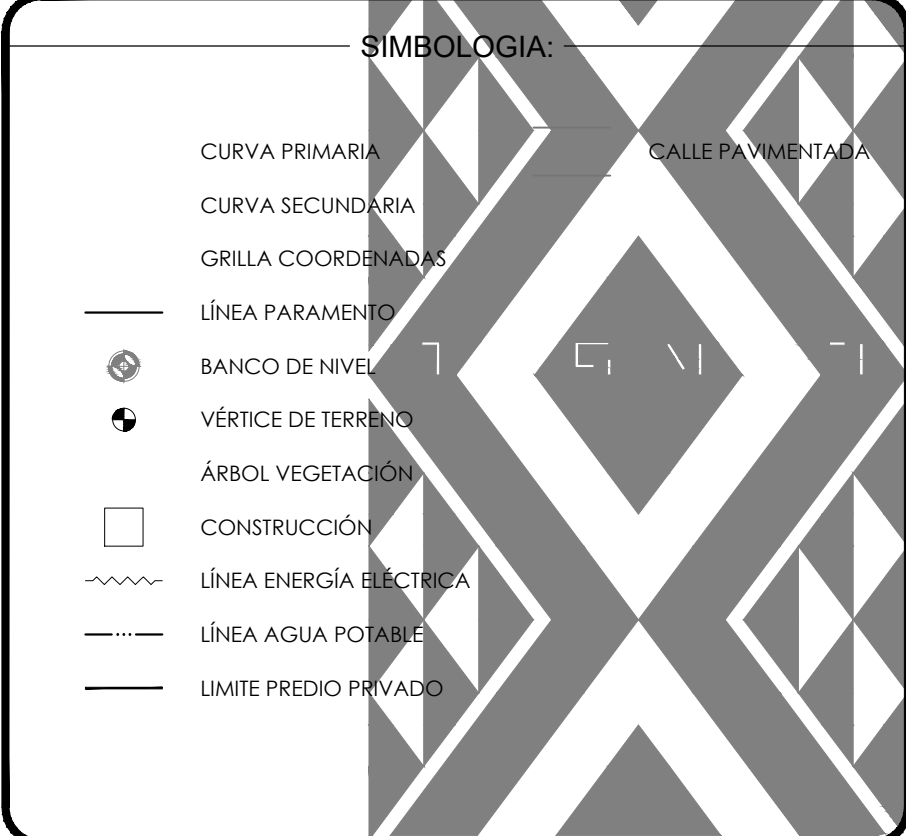 SIMBOLOGIA:
CURVA PRIMARIA
CURVA SECUNDARIA
GRILLA COORDENADAS
LÍNEA PARAMENTO
BANCO DE NIVEL
VÉRTICE DE TERRENO
ÁRBOL VEGETACIÓN
CONSTRUCCIÓN
LÍNEA ENERGÍA ELÉCTRICA
LÍNEA AGUA POTABLE
LIMITE PREDIO PRIVADO
CALLE PAVIMENTADA